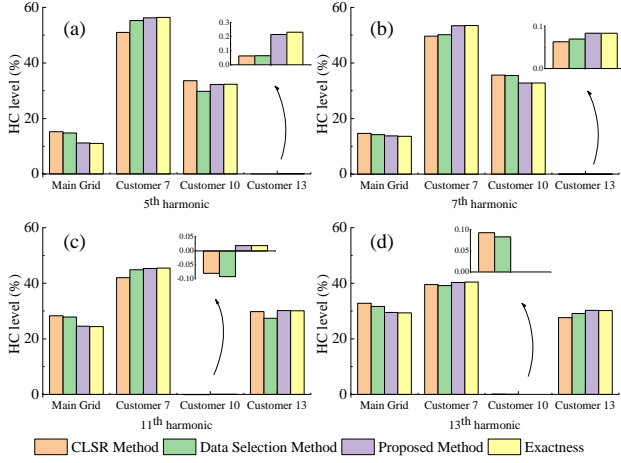 (a)
HC level (%)
60
40
20
0
0.3
0.2
0.1
0.0
Main Grid Customer 7 Customer 10 Customer 13
5th harmonic
(b)
HC level (%)
60
40
20
0
0.1
0.0
Main Grid Customer 7 Customer 10 Customer 13
7th harmonic
(c)
HC level (%)
60
40
20
0
0.05
0.00
-0.05
-0.10
Main Grid Customer 7 Customer 10 Customer 13
11th harmonic
(d)
HC level (%)
60
40
20
0
0.10
0.05
0.00
Main Grid Customer 7 Customer 10 Customer 13
13th harmonic
CLSR Method Data Selection Method Proposed Method Exactness